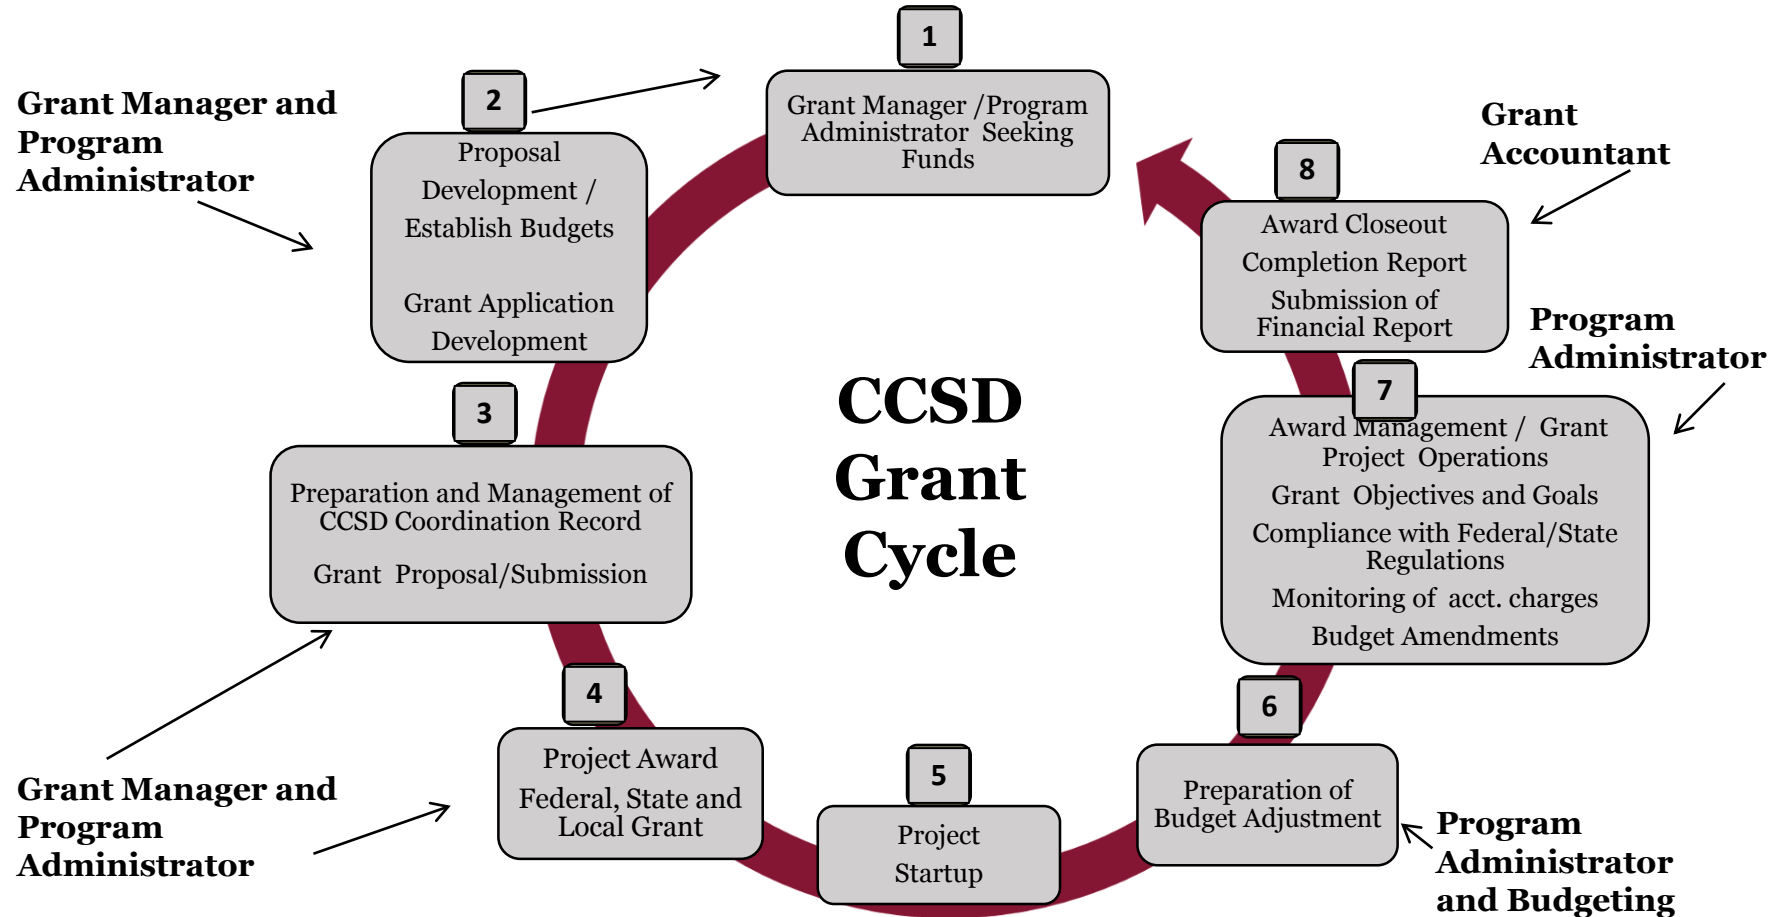 1
Grant Manager /Program
Administrator Seeking
Funds
Grant Manager and
Program
Administrator
2
Proposal
Development /
Establish Budgets
Grant Application
Development
3
Preparation and Management of
CCSD Coordination Record
Grant Proposal/Submission
Grant Manager and
Program
Administrator
4
Project Award
Federal, State and
Local Grant
5
Project
Startup
6
Preparation of
Budget Adjustment
Program
Administrator
and Budgeting
7
Award Management / Grant
Project Operations
Grant Objectives and Goals
Compliance with Federal/State
Regulations
Monitoring of acct. charges
Budget Amendments
Program
Administrator
8
Award Closeout
Completion Report
Submission of
Financial Report
Grant
Accountant
CCSD
Grant
Cycle